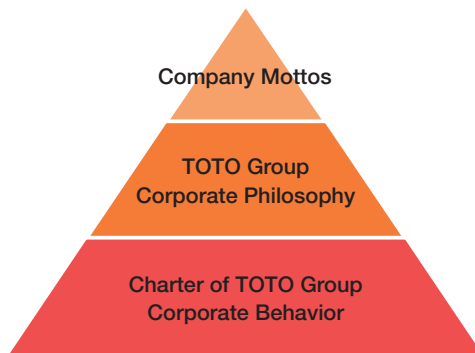 Company Mottos
TOTO Group
Corporate Philosophy
Charter of TOTO Group
Corporate Behavior